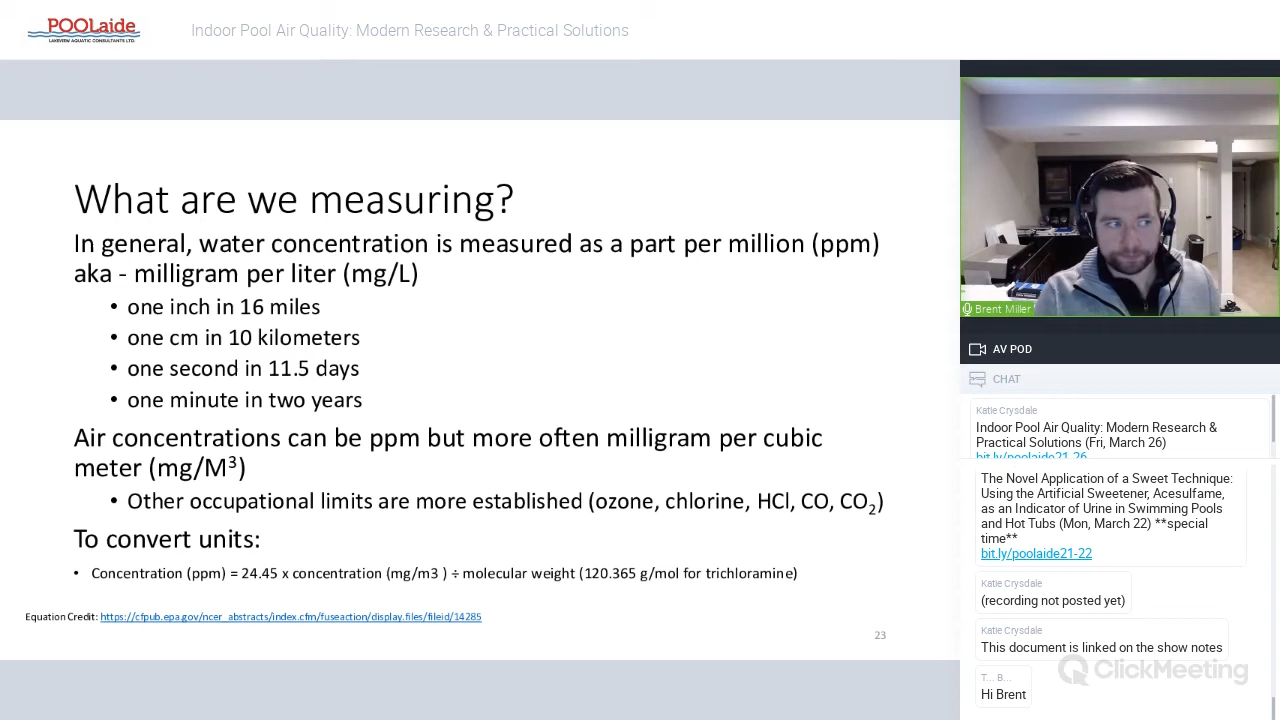 POOLaide
LAKEVIEW AQUATIC CONSULTANTS LTD.
Indoor Pool Air Quality: Modern Research & Practical Solutions
What are we measuring?
In general, water concentration is measured as a part per million (ppm)
aka - milligram per liter (mg/L)
• one inch in 16 miles
• one cm in 10 kilometers
• one second in 11.5 days
• one minute in two years
Air concentrations can be ppm but more often milligram per cubic
meter (mg/M³)
• Other occupational limits are more established (ozone, chlorine, HCl, CO, CO₂)
To convert units:
• Concentration (ppm) = 24.45 x concentration (mg/m3 ) ÷ molecular weight (120.365 g/mol for trichloramine)
Equation Credit: https://cfpub.epa.gov/ncer_abstracts/index.cfm/fuseaction/display.files/fileid/14285
23
Brent Miller
AV POD
CHAT
Katie Crysdale
Indoor Pool Air Quality: Modern Research &
Practical Solutions (Fri, March 26)
bit.ly/poolaide21-26
The Novel Application of a Sweet Technique:
Using the Artificial Sweetener, Acesulfame,
as an Indicator of Urine in Swimming Pools
and Hot Tubs (Mon, March 22) **special
time**
bit.ly/poolaide21-22
Katie Crysdale
(recording not posted yet)
Katie Crysdale
This document is linked on the show notes
ClickMeeting
T... B...
Hi Brent